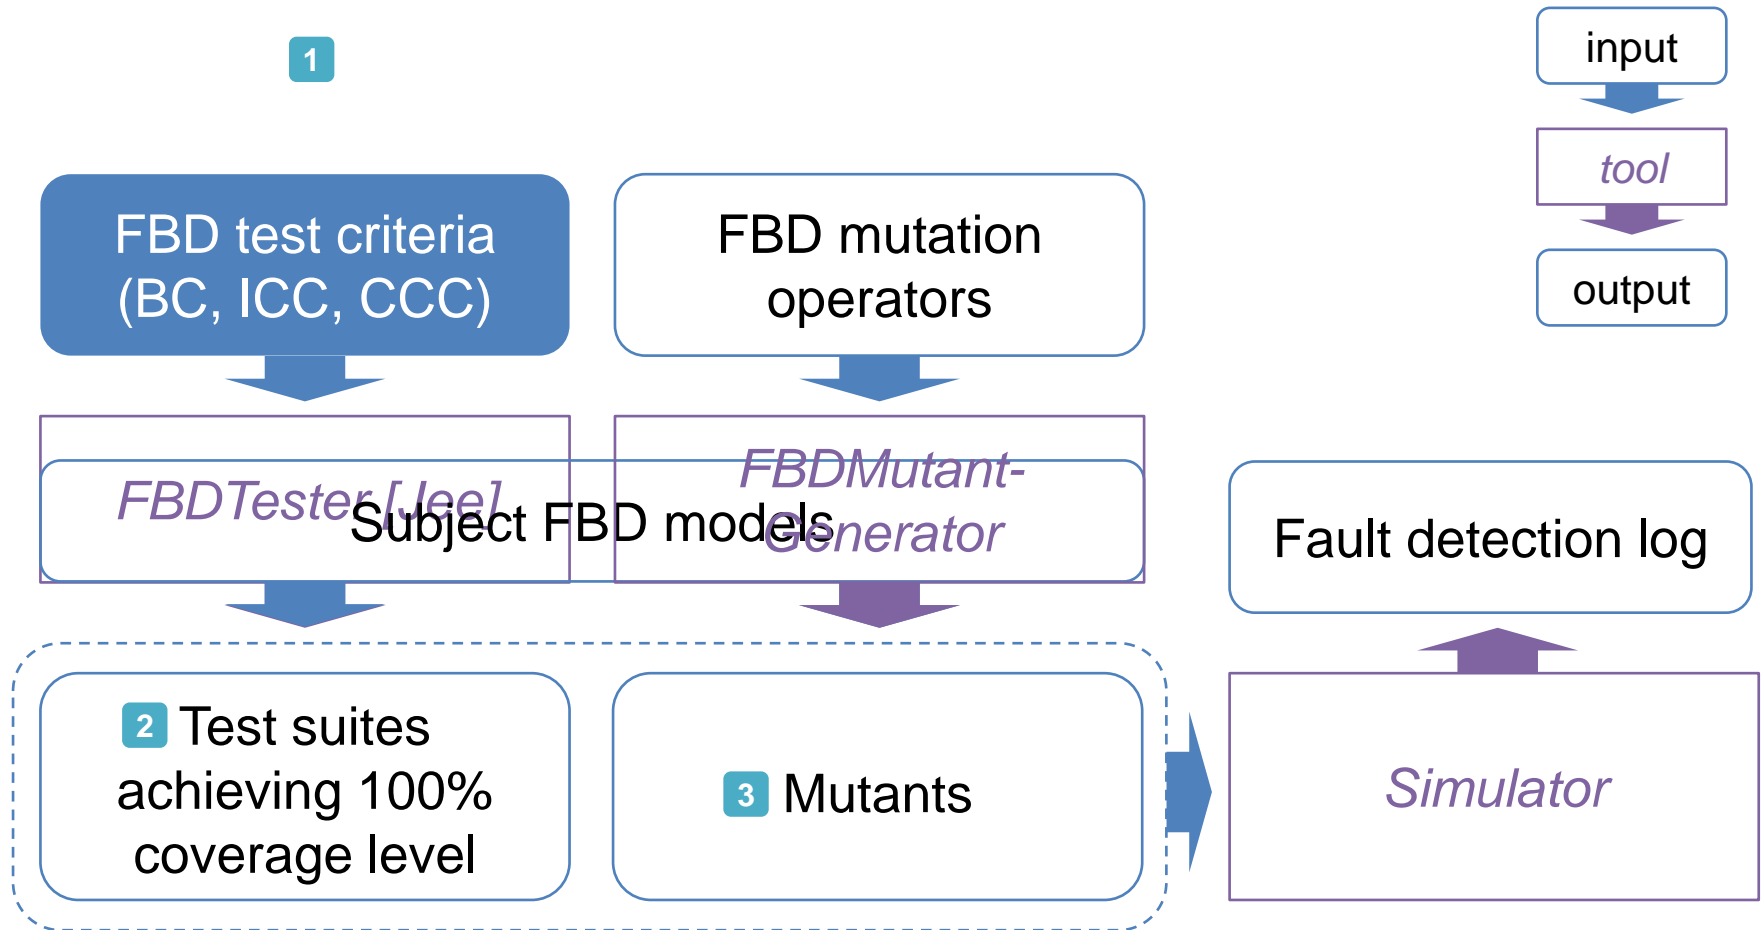 1
input
tool
output
FBD test criteria
(BC, ICC, CCC)
FBD mutation
operators
FBDTester [Jee]
Subject FBD models
FBDMutant-
Generator
Fault detection log
2 Test suites
achieving 100%
coverage level
3 Mutants
Simulator